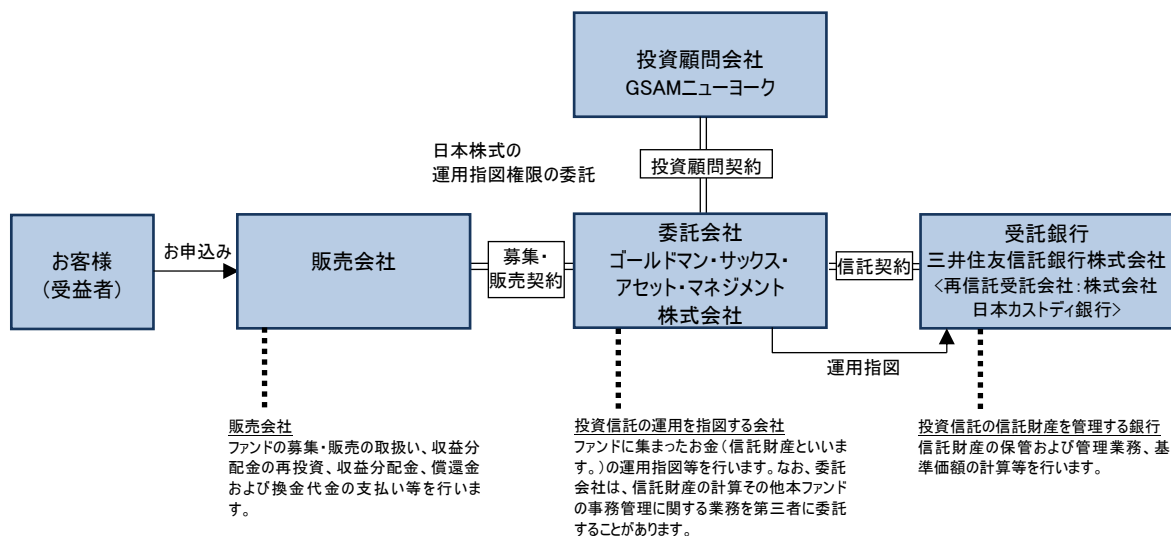 投資顧問会社
GSAMニューヨーク
日本株式の
運用指図権限の委託
投資顧問契約
お客様
（受益者）
お申込み
販売会社
募集・
販売契約
委託会社
ゴールドマン・サックス・
アセット・マネジメント
株式会社
信託契約
受託銀行
三井住友信託銀行株式会社
<再信託受託会社：株式会社
日本カストディ銀行>
運用指図
販売会社
ファンドの募集・販売の取扱い、収益分
配金の再投資、収益分配金、償還金
および換金代金の支払い等を行いま
す。
投資信託の運用を指図する会社
ファンドに集まったお金（信託財産といいま
す。）の運用指図等を行います。なお、委託
会社は、信託財産の計算その他本ファンド
の事務管理に関する業務を第三者に委託
することがあります。
投資信託の信託財産を管理する銀行
信託財産の保管および管理業務、基
準価額の計算等を行います。